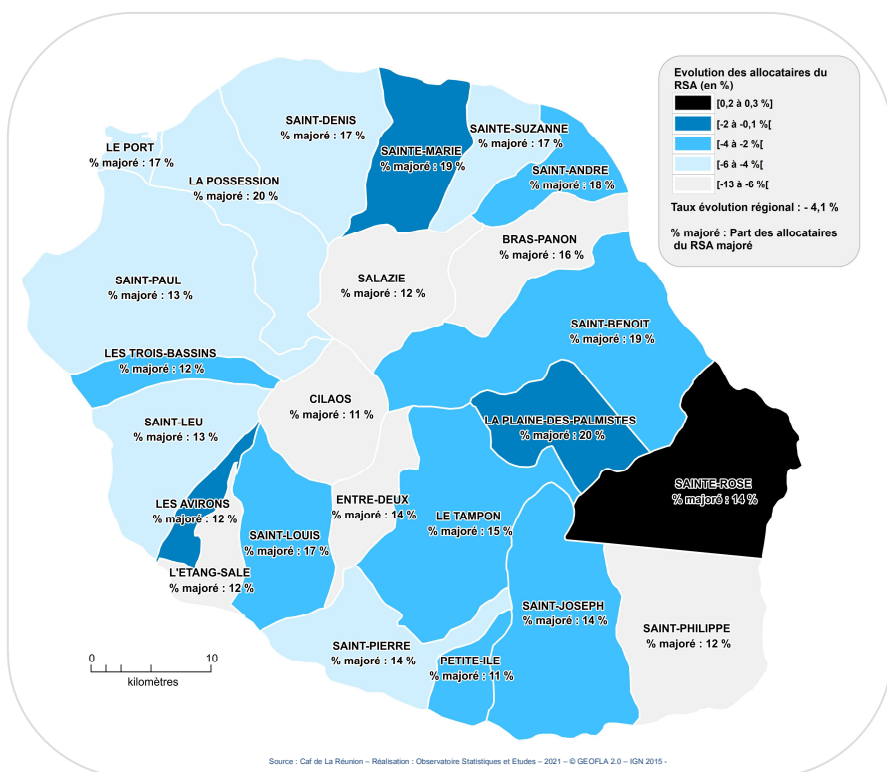 Evolution des allocataires du
RSA (en %)
[0,2 à 0,3 %]
[-2 à -0,1 %[
[-4 à -2 %[
[-6 à -4 %[
[-13 à -6 %[
Taux évolution régional : - 4,1 %
% majoré : Part des allocataires
du RSA majoré
SAINT-DENIS
% majoré : 17 %
SAINTE-MARIE
% majoré : 19 %
SAINTE-SUZANNE
% majoré : 17 %
LE PORT
% majoré : 17 %
SAINT-ANDRE
% majoré : 18 %
LA POSSESSION
% majoré : 20 %
BRAS-PANON
% majoré : 16 %
SAINT-PAUL
% majoré : 13 %
SALAZIE
% majoré : 12 %
SAINT-BENOIT
% majoré : 19 %
LES TROIS-BASSINS
% majoré : 12 %
CILAOS
% majoré : 11 %
SAINT-LEU
% majoré : 13 %
LA PLAINE-DES-PALMISTES
% majoré : 20 %
SAINTE-ROSE
% majoré : 14 %
LES AVIRONS
% majoré : 12 %
ENTRE-DEUX
% majoré : 14 %
LE TAMPON
% majoré : 15 %
SAINT-LOUIS
% majoré : 17 %
L'ETANG-SALE
% majoré : 12 %
SAINT-JOSEPH
% majoré : 14 %
SAINT-PHILIPPE
% majoré : 12 %
SAINT-PIERRE
% majoré : 14 %
PETITE-ILE
% majoré : 11 %
0 10
kilomètres
Source : Caf de La Réunion – Réalisation : Observatoire Statistiques et Etudes – 2021 – © GEOFLA 2.0 – IGN 2015 -